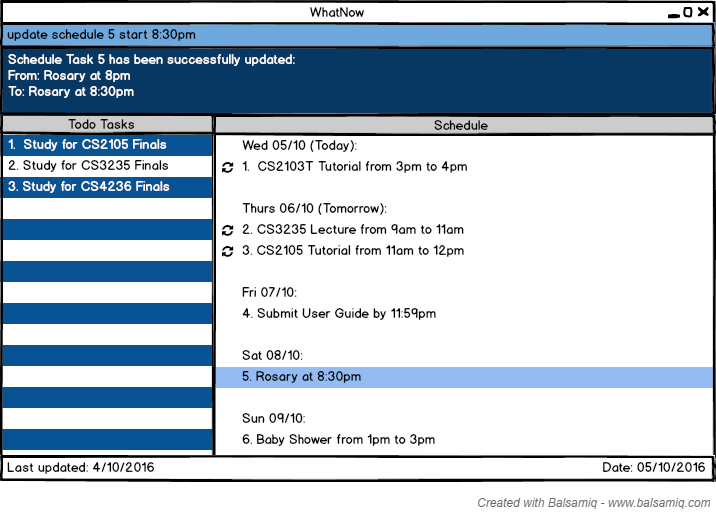 WhatNow
update schedule 5 start 8:30pm
Schedule Task 5 has been successfully updated:
From: Rosary at 8pm
To: Rosary at 8:30pm
Todo Tasks
1. Study for CS2105 Finals
2. Study for CS3235 Finals
3. Study for CS4236 Finals
Schedule
Wed 05/10 (Today):
1. CS2103T Tutorial from 3pm to 4pm
Thurs 06/10 (Tomorrow):
2. CS3235 Lecture from 9am to 11am
3. CS2105 Tutorial from 11am to 12pm
Fri 07/10:
4. Submit User Guide by 11:59pm
Sat 08/10:
5. Rosary at 8:30pm
Sun 09/10:
6. Baby Shower from 1pm to 3pm
Last updated: 4/10/2016
Date: 05/10/2016
Created with Balsamiq - www.balsamiq.com